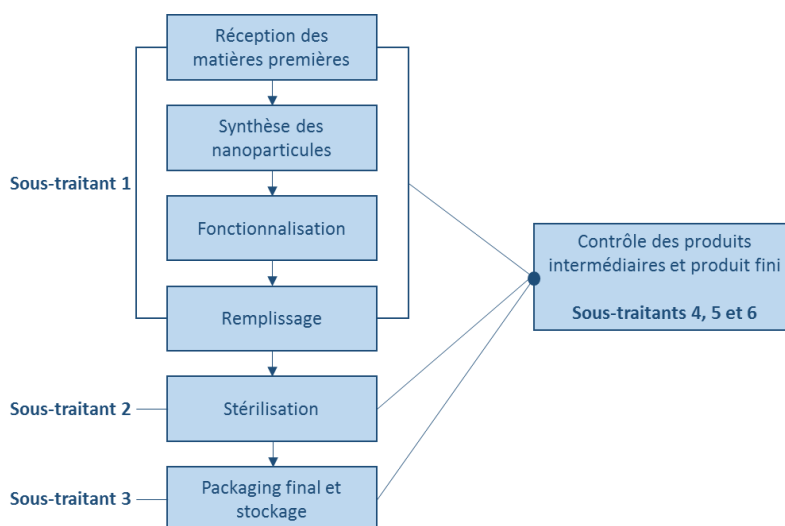 Réception des
matières premières
Synthèse des
nanoparticules
Sous-traitant 1
Fonctionnalisation
Contrôle des produits
intermédiaires et produit fini
Sous-traitants 4, 5 et 6
Remplissage
Sous-traitant 2
Stérilisation
Sous-traitant 3
Packaging final et
stockage